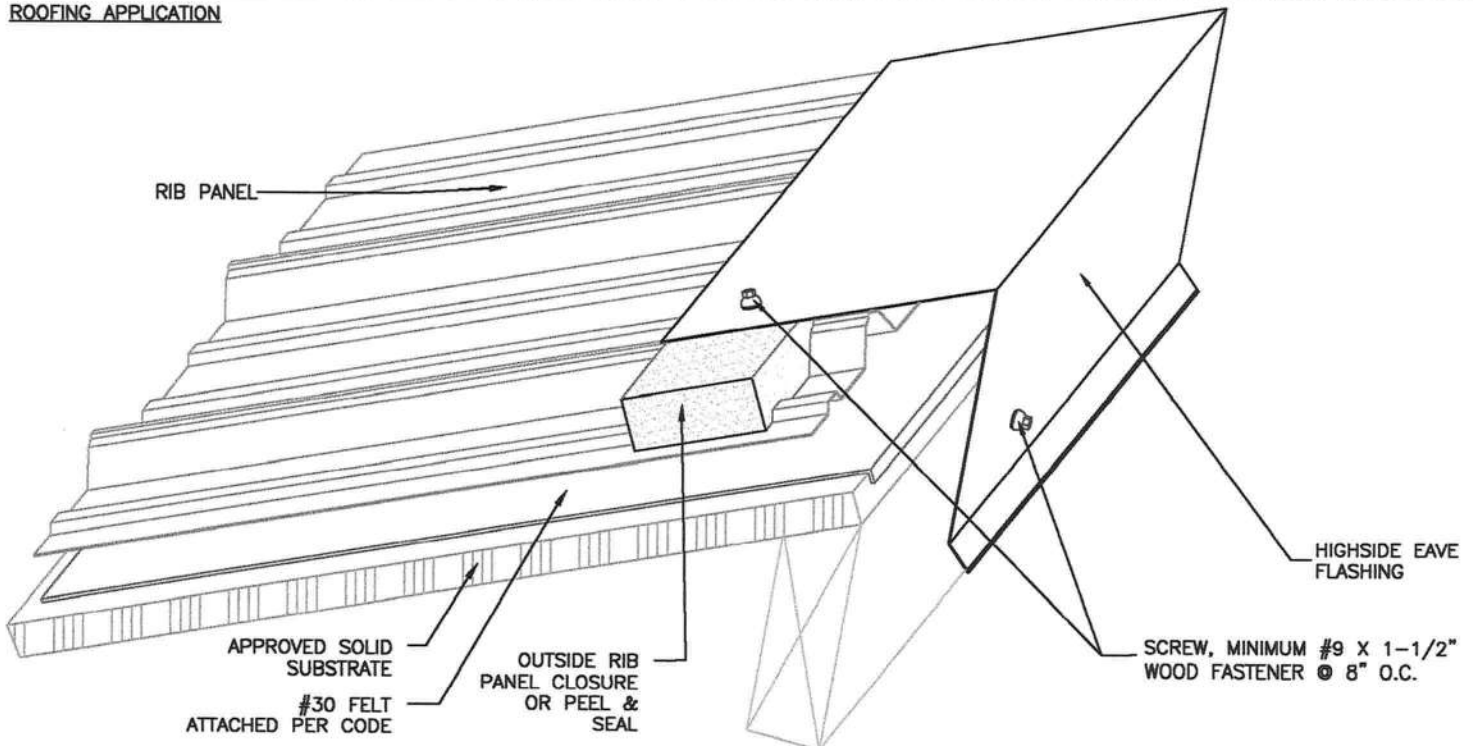 ROOFING APPLICATION
RIB PANEL
HIGHSIDE EAVE
FLASHING
APPROVED SOLID
SUBSTRATE
#30 FELT
ATTACHED PER CODE
OUTSIDE RIB
PANEL CLOSURE
OR PEEL &
SEAL
SCREW, MINIMUM #9 X 1-1/2"
WOOD FASTENER @ 8" O.C.